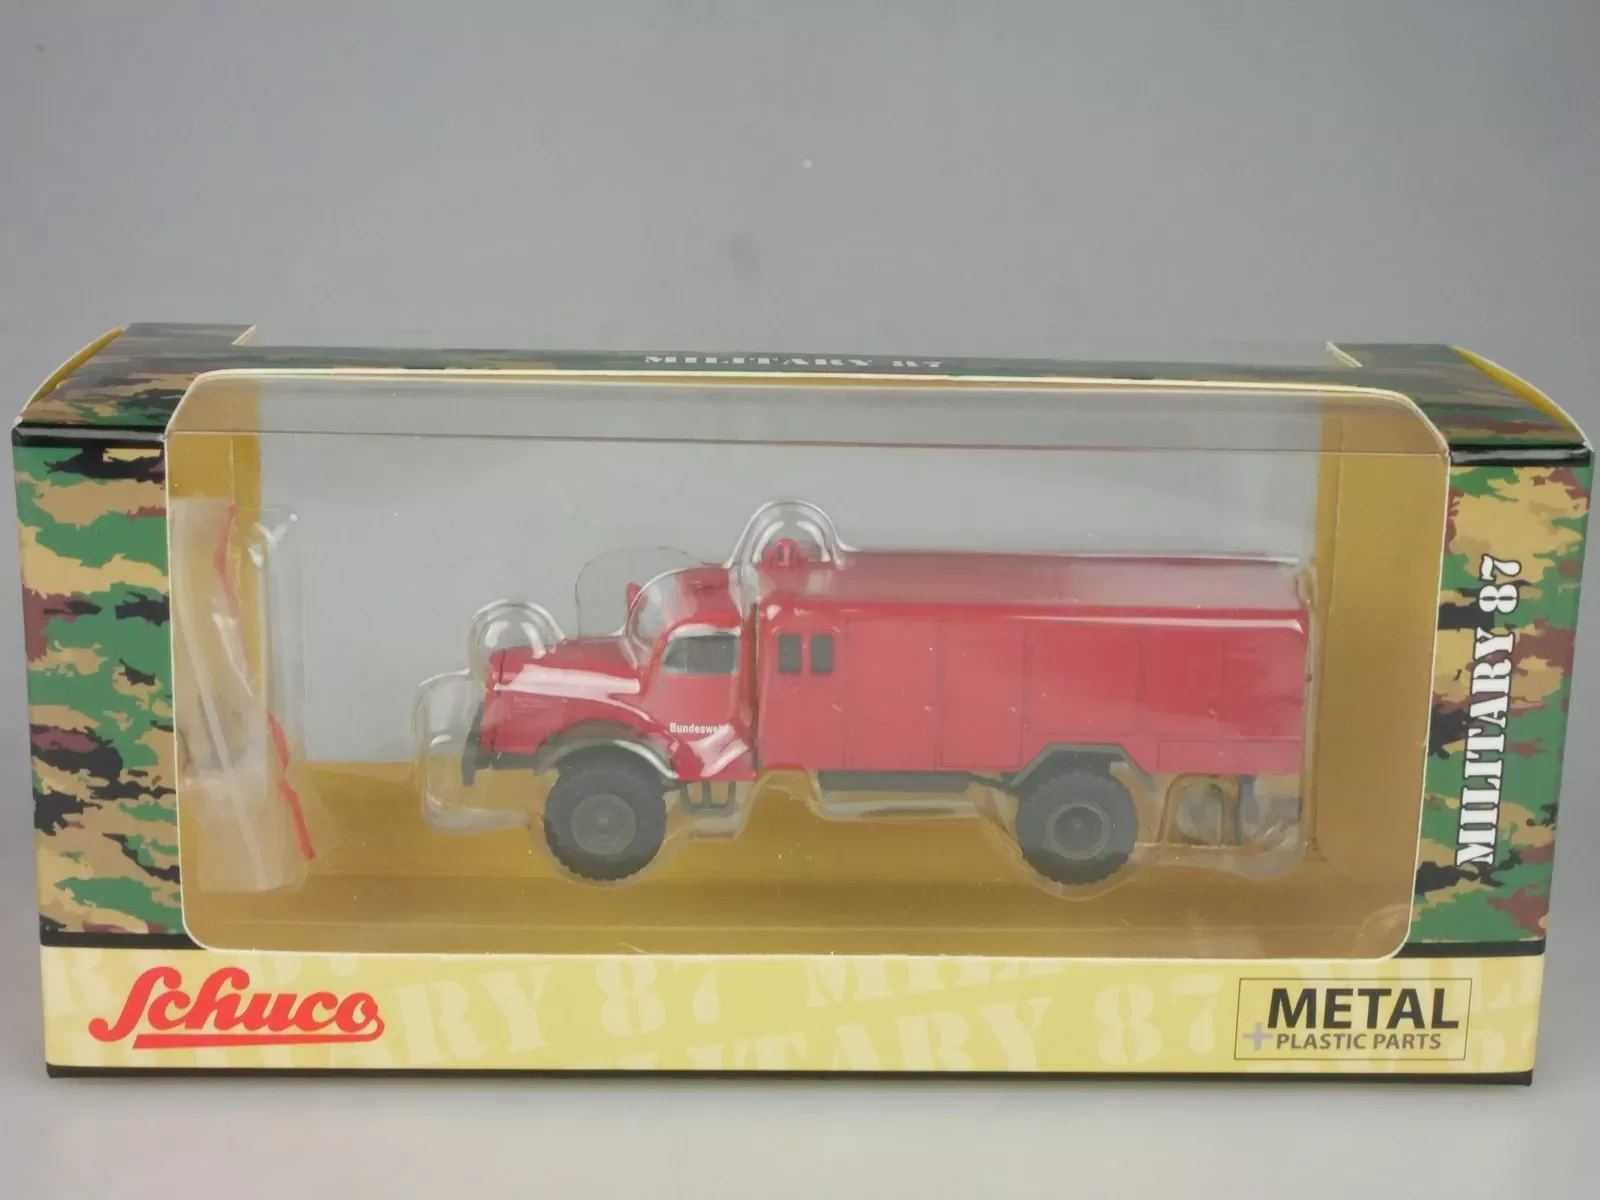 MILITARY 87
Bundeswehr
MILITARY 87
Schuco
METAL
+PLASTIC PARTS